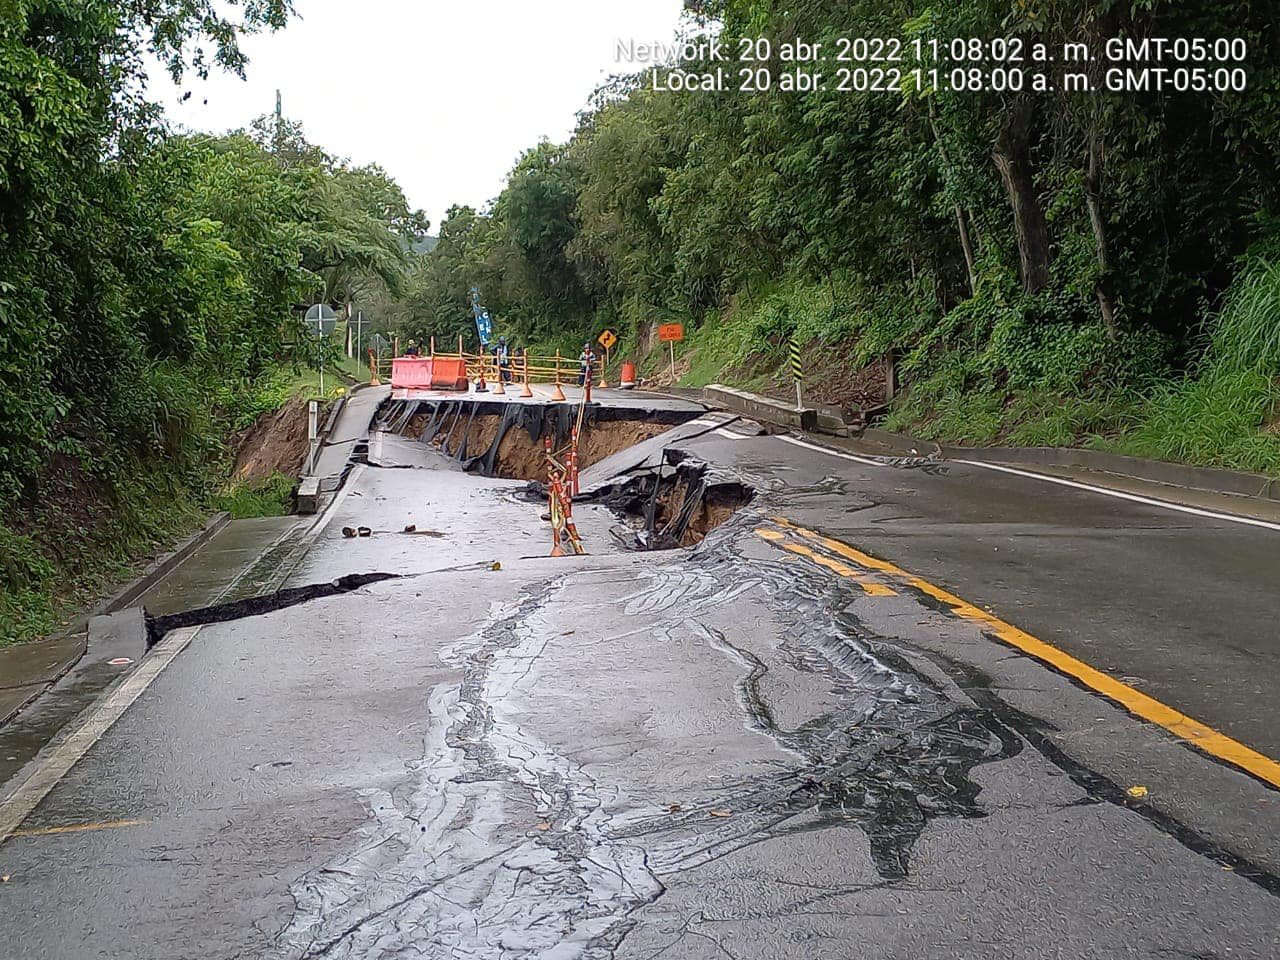 Network: 20 abr. 2022 11:08:02 a. m. GMT-05:00
Local: 20 abr. 2022 11:08:00 a. m. GMT-05:00